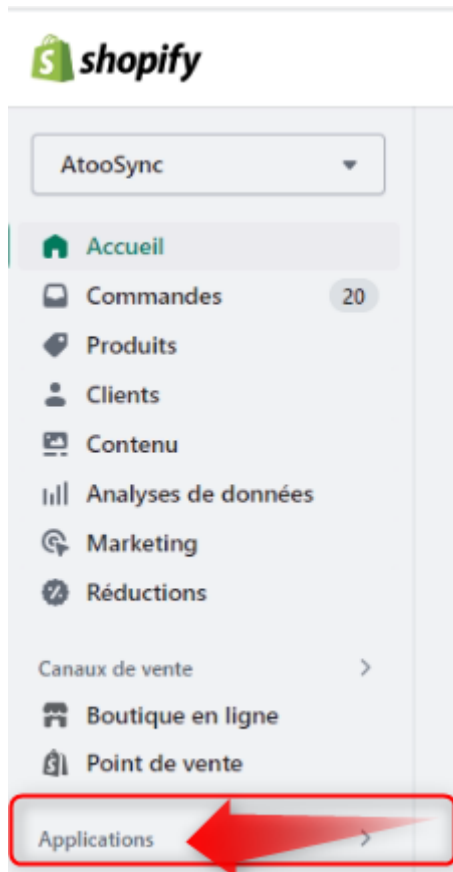 shopify
AtooSync
Accueil
Commandes 20
Produits
Clients
Contenu
Analyses de données
Marketing
Réductions
Canaux de vente
Boutique en ligne
Point de vente
Applications